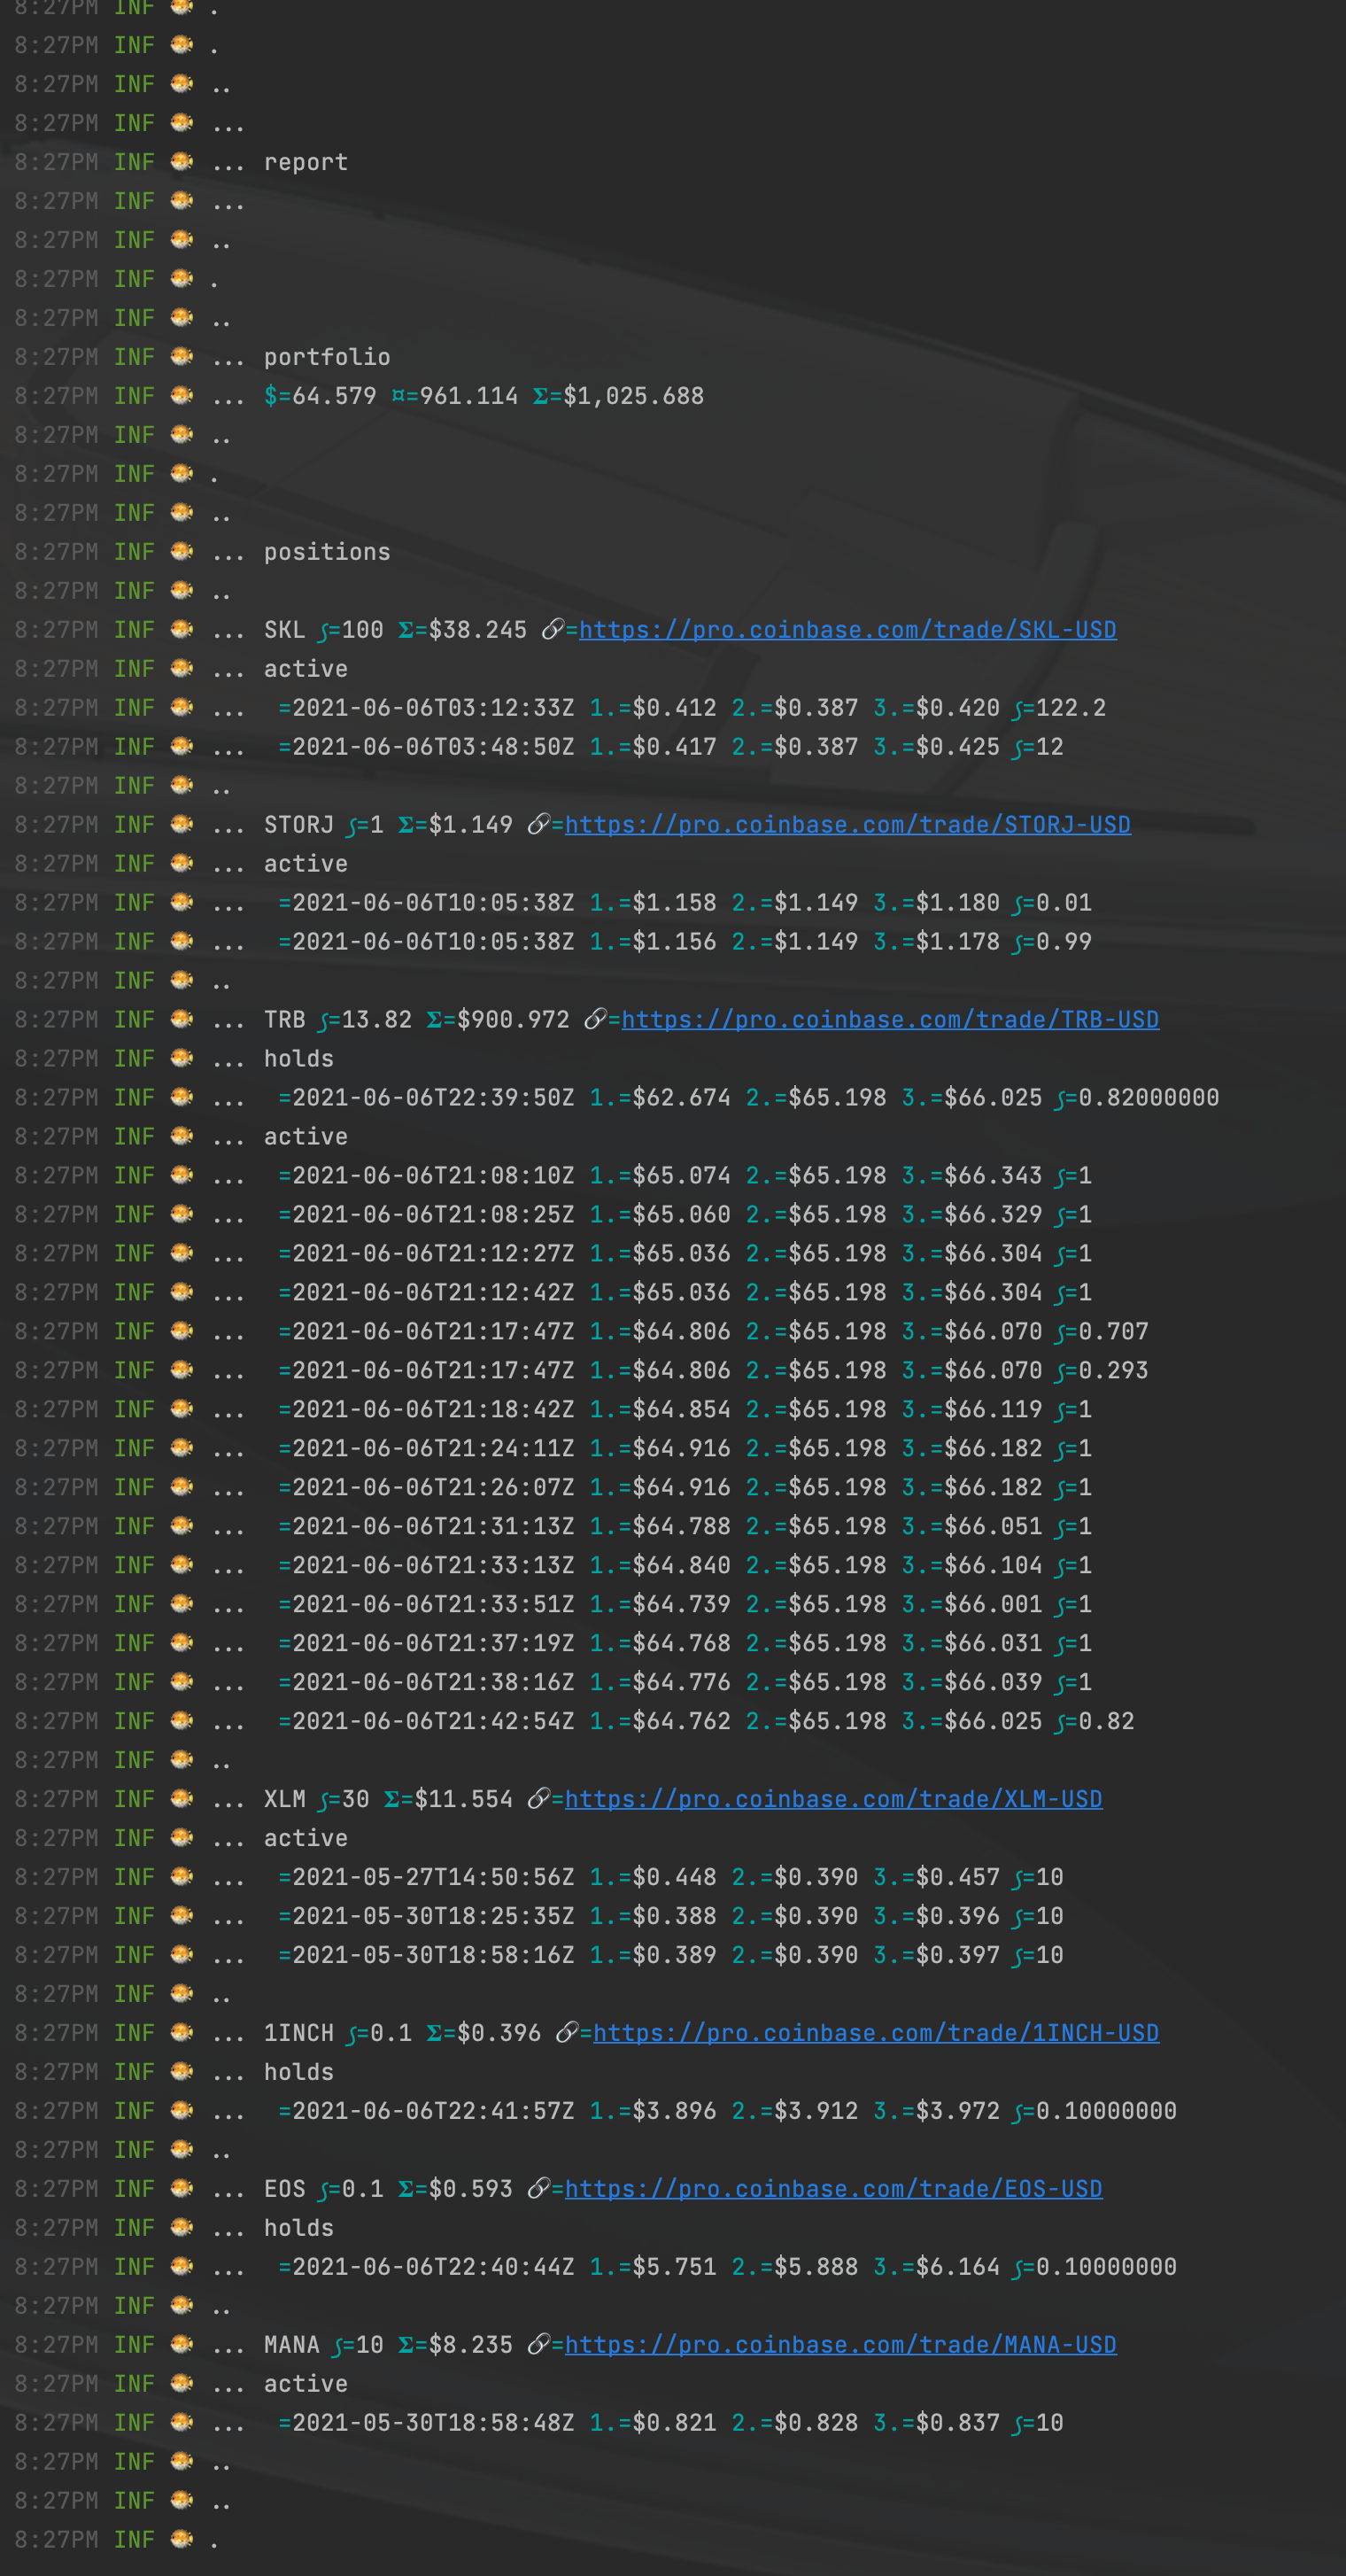 8:27PM INF 🐡 .
8:27PM INF 🐡 .
8:27PM INF 🐡 ..
8:27PM INF 🐡 ...
8:27PM INF 🐡 ... report
8:27PM INF 🐡 ...
8:27PM INF 🐡 ..
8:27PM INF 🐡 .
8:27PM INF 🐡 ..
8:27PM INF 🐡 ... portfolio
8:27PM INF 🐡 ... $=64.579 ¤=961.114 Σ=$1,025.688
8:27PM INF 🐡 ..
8:27PM INF 🐡 .
8:27PM INF 🐡 ..
8:27PM INF 🐡 ... positions
8:27PM INF 🐡 ..
8:27PM INF 🐡 ... SKL ∫=100 Σ=$38.245 🔗=https://pro.coinbase.com/trade/SKL-USD
8:27PM INF 🐡 ... active
8:27PM INF 🐡 ... =2021-06-06T03:12:33Z 1.=$0.412 2.=$0.387 3.=$0.420 ∫=122.2
8:27PM INF 🐡 ... =2021-06-06T03:48:50Z 1.=$0.417 2.=$0.387 3.=$0.425 ∫=12
8:27PM INF 🐡 ..
8:27PM INF 🐡 ... STORJ ∫=1 Σ=$1.149 🔗=https://pro.coinbase.com/trade/STORJ-USD
8:27PM INF 🐡 ... active
8:27PM INF 🐡 ... =2021-06-06T10:05:38Z 1.=$1.158 2.=$1.149 3.=$1.180 ∫=0.01
8:27PM INF 🐡 ... =2021-06-06T10:05:38Z 1.=$1.156 2.=$1.149 3.=$1.178 ∫=0.99
8:27PM INF 🐡 ..
8:27PM INF 🐡 ... TRB ∫=13.82 Σ=$900.972 🔗=https://pro.coinbase.com/trade/TRB-USD
8:27PM INF 🐡 ... holds
8:27PM INF 🐡 ... =2021-06-06T22:39:50Z 1.=$62.674 2.=$65.198 3.=$66.025 ∫=0.82000000
8:27PM INF 🐡 ... active
8:27PM INF 🐡 ... =2021-06-06T21:08:10Z 1.=$65.074 2.=$65.198 3.=$66.343 ∫=1
8:27PM INF 🐡 ... =2021-06-06T21:08:25Z 1.=$65.060 2.=$65.198 3.=$66.329 ∫=1
8:27PM INF 🐡 ... =2021-06-06T21:12:27Z 1.=$65.036 2.=$65.198 3.=$66.304 ∫=1
8:27PM INF 🐡 ... =2021-06-06T21:12:42Z 1.=$65.036 2.=$65.198 3.=$66.304 ∫=1
8:27PM INF 🐡 ... =2021-06-06T21:17:47Z 1.=$64.806 2.=$65.198 3.=$66.070 ∫=0.707
8:27PM INF 🐡 ... =2021-06-06T21:17:47Z 1.=$64.806 2.=$65.198 3.=$66.070 ∫=0.293
8:27PM INF 🐡 ... =2021-06-06T21:18:42Z 1.=$64.854 2.=$65.198 3.=$66.119 ∫=1
8:27PM INF 🐡 ... =2021-06-06T21:24:11Z 1.=$64.916 2.=$65.198 3.=$66.182 ∫=1
8:27PM INF 🐡 ... =2021-06-06T21:26:07Z 1.=$64.916 2.=$65.198 3.=$66.182 ∫=1
8:27PM INF 🐡 ... =2021-06-06T21:31:13Z 1.=$64.788 2.=$65.198 3.=$66.051 ∫=1
8:27PM INF 🐡 ... =2021-06-06T21:33:13Z 1.=$64.840 2.=$65.198 3.=$66.104 ∫=1
8:27PM INF 🐡 ... =2021-06-06T21:33:51Z 1.=$64.739 2.=$65.198 3.=$66.001 ∫=1
8:27PM INF 🐡 ... =2021-06-06T21:37:19Z 1.=$64.768 2.=$65.198 3.=$66.031 ∫=1
8:27PM INF 🐡 ... =2021-06-06T21:38:16Z 1.=$64.776 2.=$65.198 3.=$66.039 ∫=1
8:27PM INF 🐡 ... =2021-06-06T21:42:54Z 1.=$64.762 2.=$65.198 3.=$66.025 ∫=0.82
8:27PM INF 🐡 ..
8:27PM INF 🐡 ... XLM ∫=30 Σ=$11.554 🔗=https://pro.coinbase.com/trade/XLM-USD
8:27PM INF 🐡 ... active
8:27PM INF 🐡 ... =2021-05-27T14:50:56Z 1.=$0.448 2.=$0.390 3.=$0.457 ∫=10
8:27PM INF 🐡 ... =2021-05-30T18:25:35Z 1.=$0.388 2.=$0.390 3.=$0.396 ∫=10
8:27PM INF 🐡 ... =2021-05-30T18:58:16Z 1.=$0.389 2.=$0.390 3.=$0.397 ∫=10
8:27PM INF 🐡 ..
8:27PM INF 🐡 ... 1INCH ∫=0.1 Σ=$0.396 🔗=https://pro.coinbase.com/trade/1INCH-USD
8:27PM INF 🐡 ... holds
8:27PM INF 🐡 ... =2021-06-06T22:41:57Z 1.=$3.896 2.=$3.912 3.=$3.972 ∫=0.10000000
8:27PM INF 🐡 ..
8:27PM INF 🐡 ... EOS ∫=0.1 Σ=$0.593 🔗=https://pro.coinbase.com/trade/EOS-USD
8:27PM INF 🐡 ... holds
8:27PM INF 🐡 ... =2021-06-06T22:40:44Z 1.=$5.751 2.=$5.888 3.=$6.164 ∫=0.10000000
8:27PM INF 🐡 ..
8:27PM INF 🐡 ... MANA ∫=10 Σ=$8.235 🔗=https://pro.coinbase.com/trade/MANA-USD
8:27PM INF 🐡 ... active
8:27PM INF 🐡 ... =2021-05-30T18:58:48Z 1.=$0.821 2.=$0.828 3.=$0.837 ∫=10
8:27PM INF 🐡 ..
8:27PM INF 🐡 ..
8:27PM INF 🐡 .